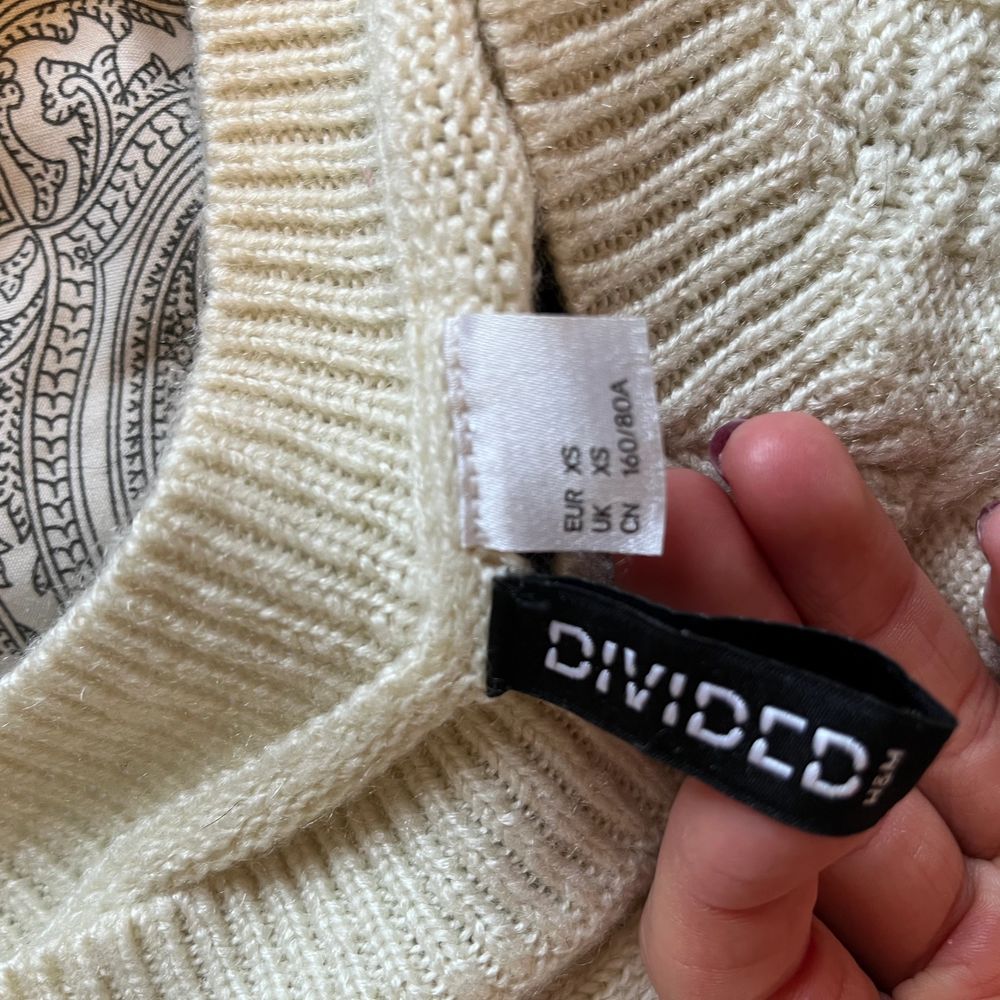 EUR XS
UK XS
CN 160/80A
DIVIDED
H&M